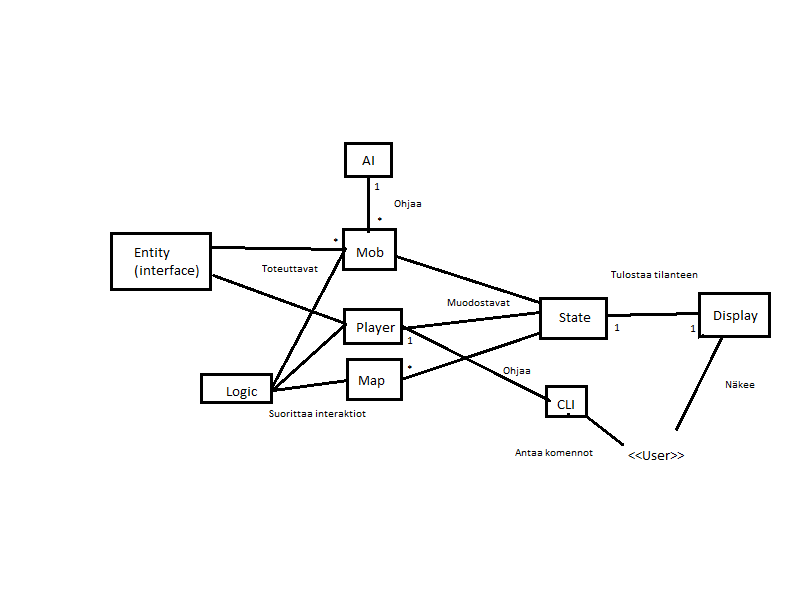 AI
1
Ohjaa
*
*
Entity
(interface)
Mob
Toteuttavat
Tulostaa tilanteen
Muodostavat
State
Display
Player
1
1
1
*
Map
Ohjaa
Logic
Näkee
Suorittaa interaktiot
CLI
Antaa komennot
<<User>>